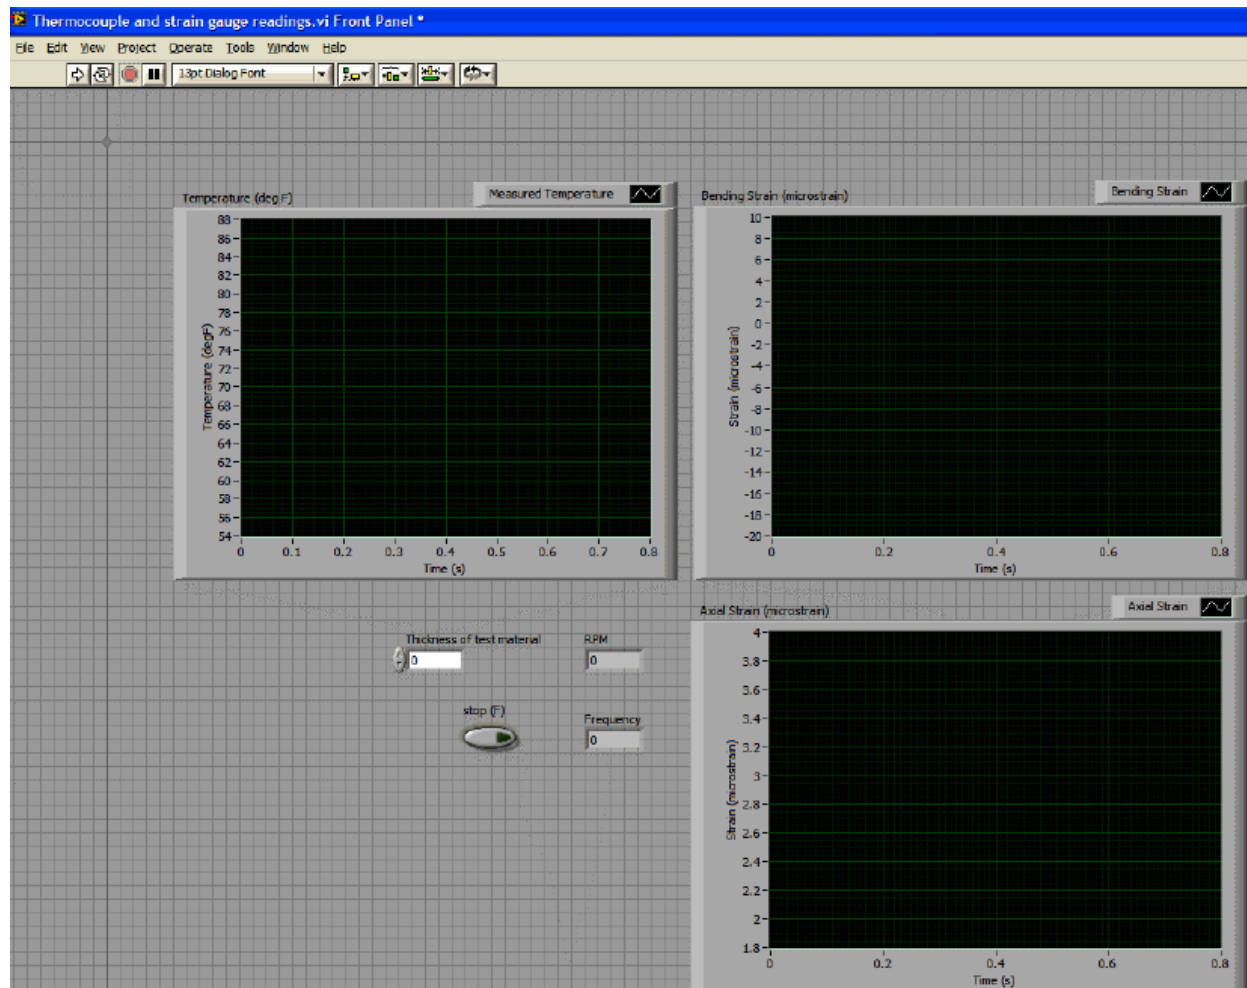 Thermocouple and strain gauge readings.vi Front Panel *
File Edit View Project Operate Tools Window Help
13pt Dialog Font
Temperature (deg F)
Measured Temperature
88
86
84
82
80
78
76
74
72
70
68
66
64
62
60
58
56
54
Temperature (degF)
0 0.1 0.2 0.3 0.4 0.5 0.6 0.7 0.8
Time (s)
Bending Strain (microstrain)
Bending Strain
10
8
6
4
2
0
-2
-4
-6
-8
-10
-12
-14
-16
-18
-20
Strain (microstrain)
0 0.2 0.4 0.6 0.8
Time (s)
Thickness of test material
0
RPM
0
stop (F)
Frequency
0
Axial Strain (microstrain)
Axial Strain
4
3.8
3.6
3.4
3.2
3
2.8
2.6
2.4
2.2
2
1.8
Strain (microstrain)
0 0.2 0.4 0.6 0.8
Time (s)